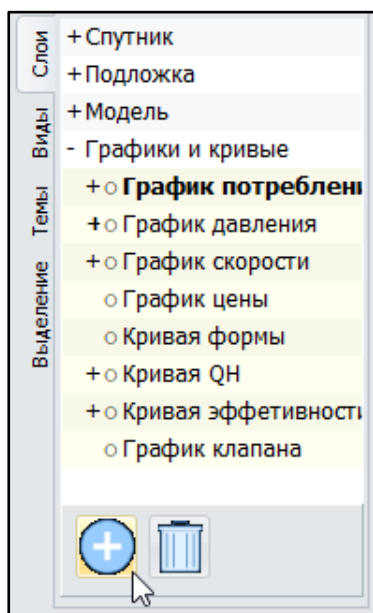 Слои
Виды
Темы
Выделение
+Спутник
+Подложка
+Модель
- Графики и кривые
+○График потреблени
+○График давления
+○График скорости
○График цены
○Кривая формы
+○Кривая QH
+○Кривая эффетивности
○График клапана